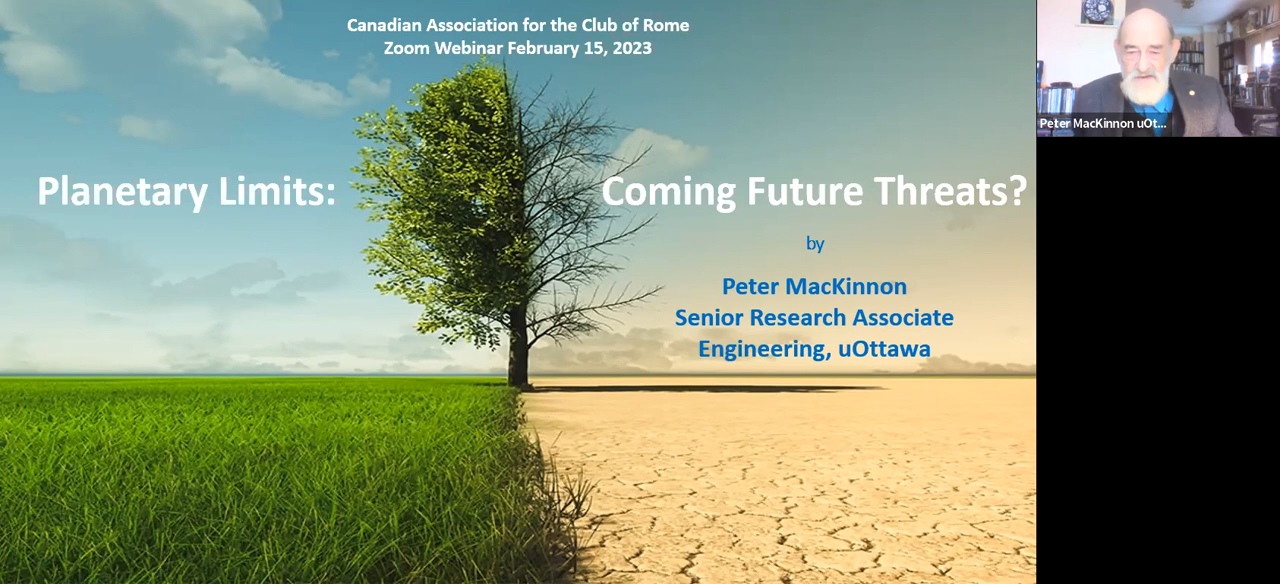 Canadian Association for the Club of Rome
Zoom Webinar February 15, 2023
Planetary Limits: Coming Future Threats?
by
Peter MacKinnon
Senior Research Associate
Engineering, uOttawa
Peter MacKinnon uOt...